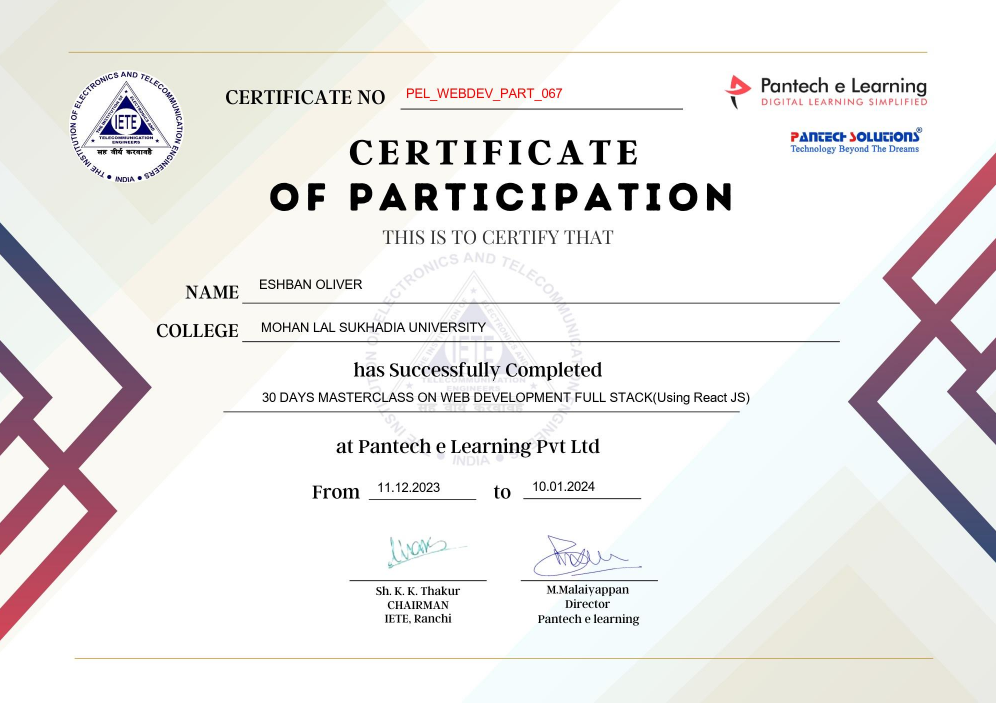 THE INSTITUTION OF ELECTRONICS AND TELECOMMUNICATION ENGINEERS
IETE
TELECOMMUNICATION
ENGINEERS
सह वीर्यं करवावहै
INDIA
CERTIFICATE NO PEL_WEBDEV_PART_067
Pantech e Learning
DIGITAL LEARNING SIMPLIFIED
PANTECH SOLUTIONS®
Technology Beyond The Dreams
CERTIFICATE
OF PARTICIPATION
THIS IS TO CERTIFY THAT
NAME ESHBAN OLIVER
COLLEGE MOHAN LAL SUKHADIA UNIVERSITY
has Successfully Completed
30 DAYS MASTERCLASS ON WEB DEVELOPMENT FULL STACK(Using React JS)
at Pantech e Learning Pvt Ltd
From 11.12.2023 to 10.01.2024
Sh. K. K. Thakur
CHAIRMAN
IETE, Ranchi
M.Malaiyappan
Director
Pantech e learning